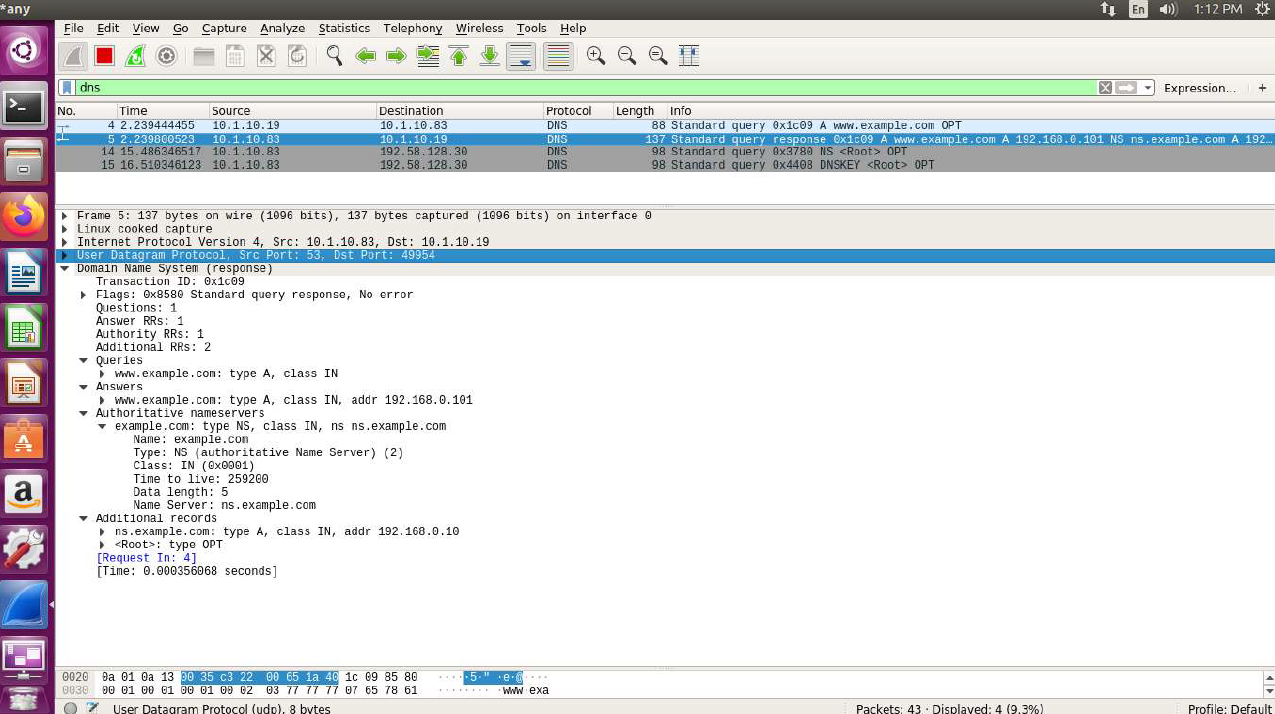 *any
En
1:12 PM
File Edit View Go Capture Analyze Statistics Telephony Wireless Tools Help
dns
Expression…
+
No. Time Source Destination Protocol Length Info
4 2.239444455 10.1.10.19 10.1.10.83 DNS 88 Standard query 0x1c09 A www.example.com OPT
5 2.239800523 10.1.10.83 10.1.10.19 DNS 137 Standard query response 0x1c09 A www.example.com A 192.168.0.101 NS ns.example.com A 192…
14 15.486346517 10.1.10.83 192.58.128.30 DNS 98 Standard query 0x3780 NS <Root> OPT
15 16.510346123 10.1.10.83 192.58.128.30 DNS 98 Standard query 0x4408 DNSKEY <Root> OPT
Frame 5: 137 bytes on wire (1096 bits), 137 bytes captured (1096 bits) on interface 0
Linux cooked capture
Internet Protocol Version 4, Src: 10.1.10.83, Dst: 10.1.10.19
User Datagram Protocol, Src Port: 53, Dst Port: 49954
Domain Name System (response)
Transaction ID: 0x1c09
Flags: 0x8580 Standard query response, No error
Questions: 1
Answer RRs: 1
Authority RRs: 1
Additional RRs: 2
Queries
www.example.com: type A, class IN
Answers
www.example.com: type A, class IN, addr 192.168.0.101
Authoritative nameservers
example.com: type NS, class IN, ns ns.example.com
Name: example.com
Type: NS (authoritative Name Server) (2)
Class: IN (0x0001)
Time to live: 259200
Data length: 5
Name Server: ns.example.com
Additional records
ns.example.com: type A, class IN, addr 192.168.0.10
<Root>: type OPT
[Request In: 4]
[Time: 0.000356068 seconds]
0020 0a 01 0a 13 00 35 c3 22 00 65 1a 40 1c 09 85 80 ·····5·" ·e·@····
0030 00 01 00 01 00 01 00 02 03 77 77 77 07 65 78 61 ········ ·www·exa
User Datagram Protocol (udp), 8 bytes
Packets: 43 · Displayed: 4 (9.3%)
Profile: Default